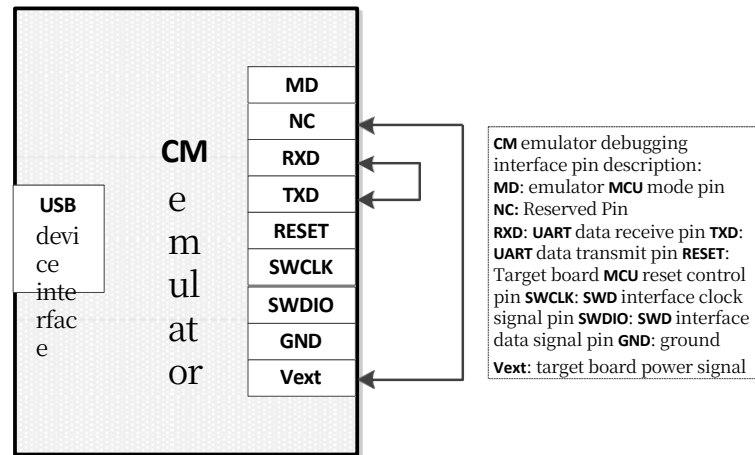 MD
NC
RXD
TXD
RESET
SWCLK
SWDIO
GND
Vext
CM
e
m
ul
at
or
USB
devi
ce
inte
rfac
e
CM emulator debugging
interface pin description:
MD: emulator MCU mode pin
NC: Reserved Pin
RXD: UART data receive pin TXD:
UART data transmit pin RESET:
Target board MCU reset control
pin SWCLK: SWD interface clock
signal pin SWDIO: SWD interface
data signal pin GND: ground
Vext: target board power signal